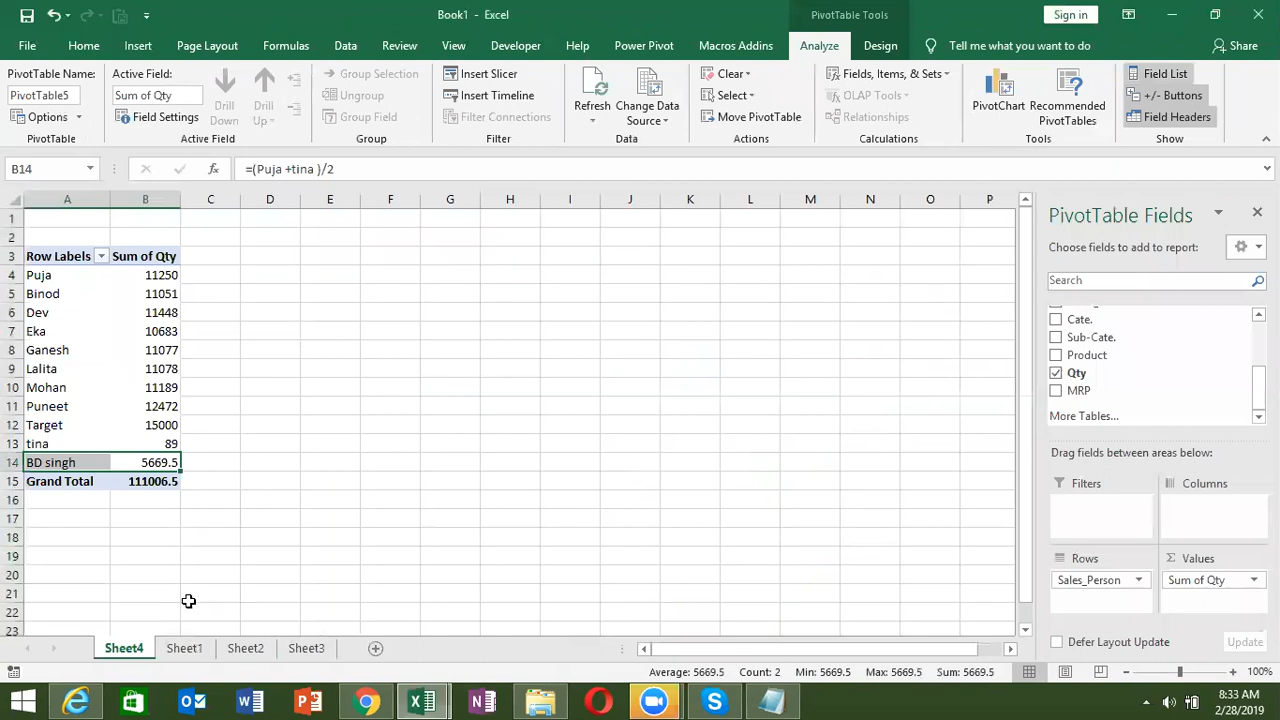 Book1 - Excel
PivotTable Tools
Sign in
File Home Insert Page Layout Formulas Data Review View Developer Help Power Pivot Macros Addins Analyze Design Tell me what you want to do Share
PivotTable Name:
PivotTable5
Options
PivotTable
Active Field:
Sum of Qty
Field Settings
Drill Down
Drill Up
Active Field
Group Selection
Ungroup
Group Field
Group
Insert Slicer
Insert Timeline
Filter Connections
Filter
Refresh
Change Data Source
Data
Clear
Select
Move PivotTable
Actions
Fields, Items, & Sets
OLAP Tools
Relationships
Calculations
PivotChart
Recommended PivotTables
Tools
Field List
+/- Buttons
Field Headers
Show
B14
fx
=(Puja +tina )/2
A B C D E F G H I J K L M N O P
1
2
3 Row Labels Sum of Qty
4 Puja 11250
5 Binod 11051
6 Dev 11448
7 Eka 10683
8 Ganesh 11077
9 Lalita 11078
10 Mohan 11189
11 Puneet 12472
12 Target 15000
13 tina 89
14 BD singh 5669.5
15 Grand Total 111006.5
16
17
18
19
20
21
22
23
PivotTable Fields
Choose fields to add to report:
Search
Cate.
Sub-Cate.
Product
Qty
MRP
More Tables...
Drag fields between areas below:
Filters
Columns
Rows
Values
Sales_Person
Sum of Qty
Defer Layout Update
Update
Sheet4 Sheet1 Sheet2 Sheet3
Average: 5669.5 Count: 2 Min: 5669.5 Max: 5669.5 Sum: 5669.5
100%
8:33 AM
2/28/2019